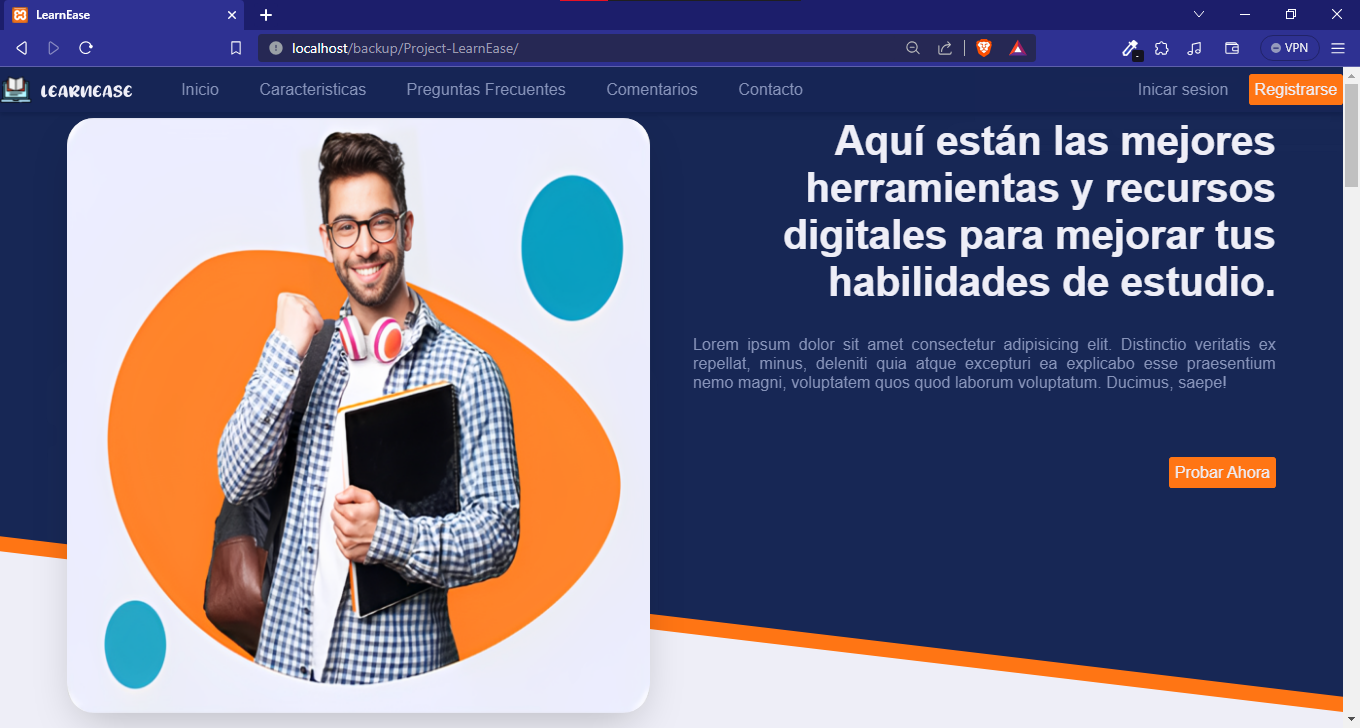 LearnEase
localhost/backup/Project-LearnEase/
VPN
LEARNEASE Inicio Caracteristicas Preguntas Frecuentes Comentarios Contacto Inicar sesion Registrarse
Aquí están las mejores
herramientas y recursos
digitales para mejorar tus
habilidades de estudio.
Lorem ipsum dolor sit amet consectetur adipisicing elit. Distinctio veritatis ex
repellat, minus, deleniti quia atque excepturi ea explicabo esse praesentium
nemo magni, voluptatem quos quod laborum voluptatum. Ducimus, saepe!
Probar Ahora